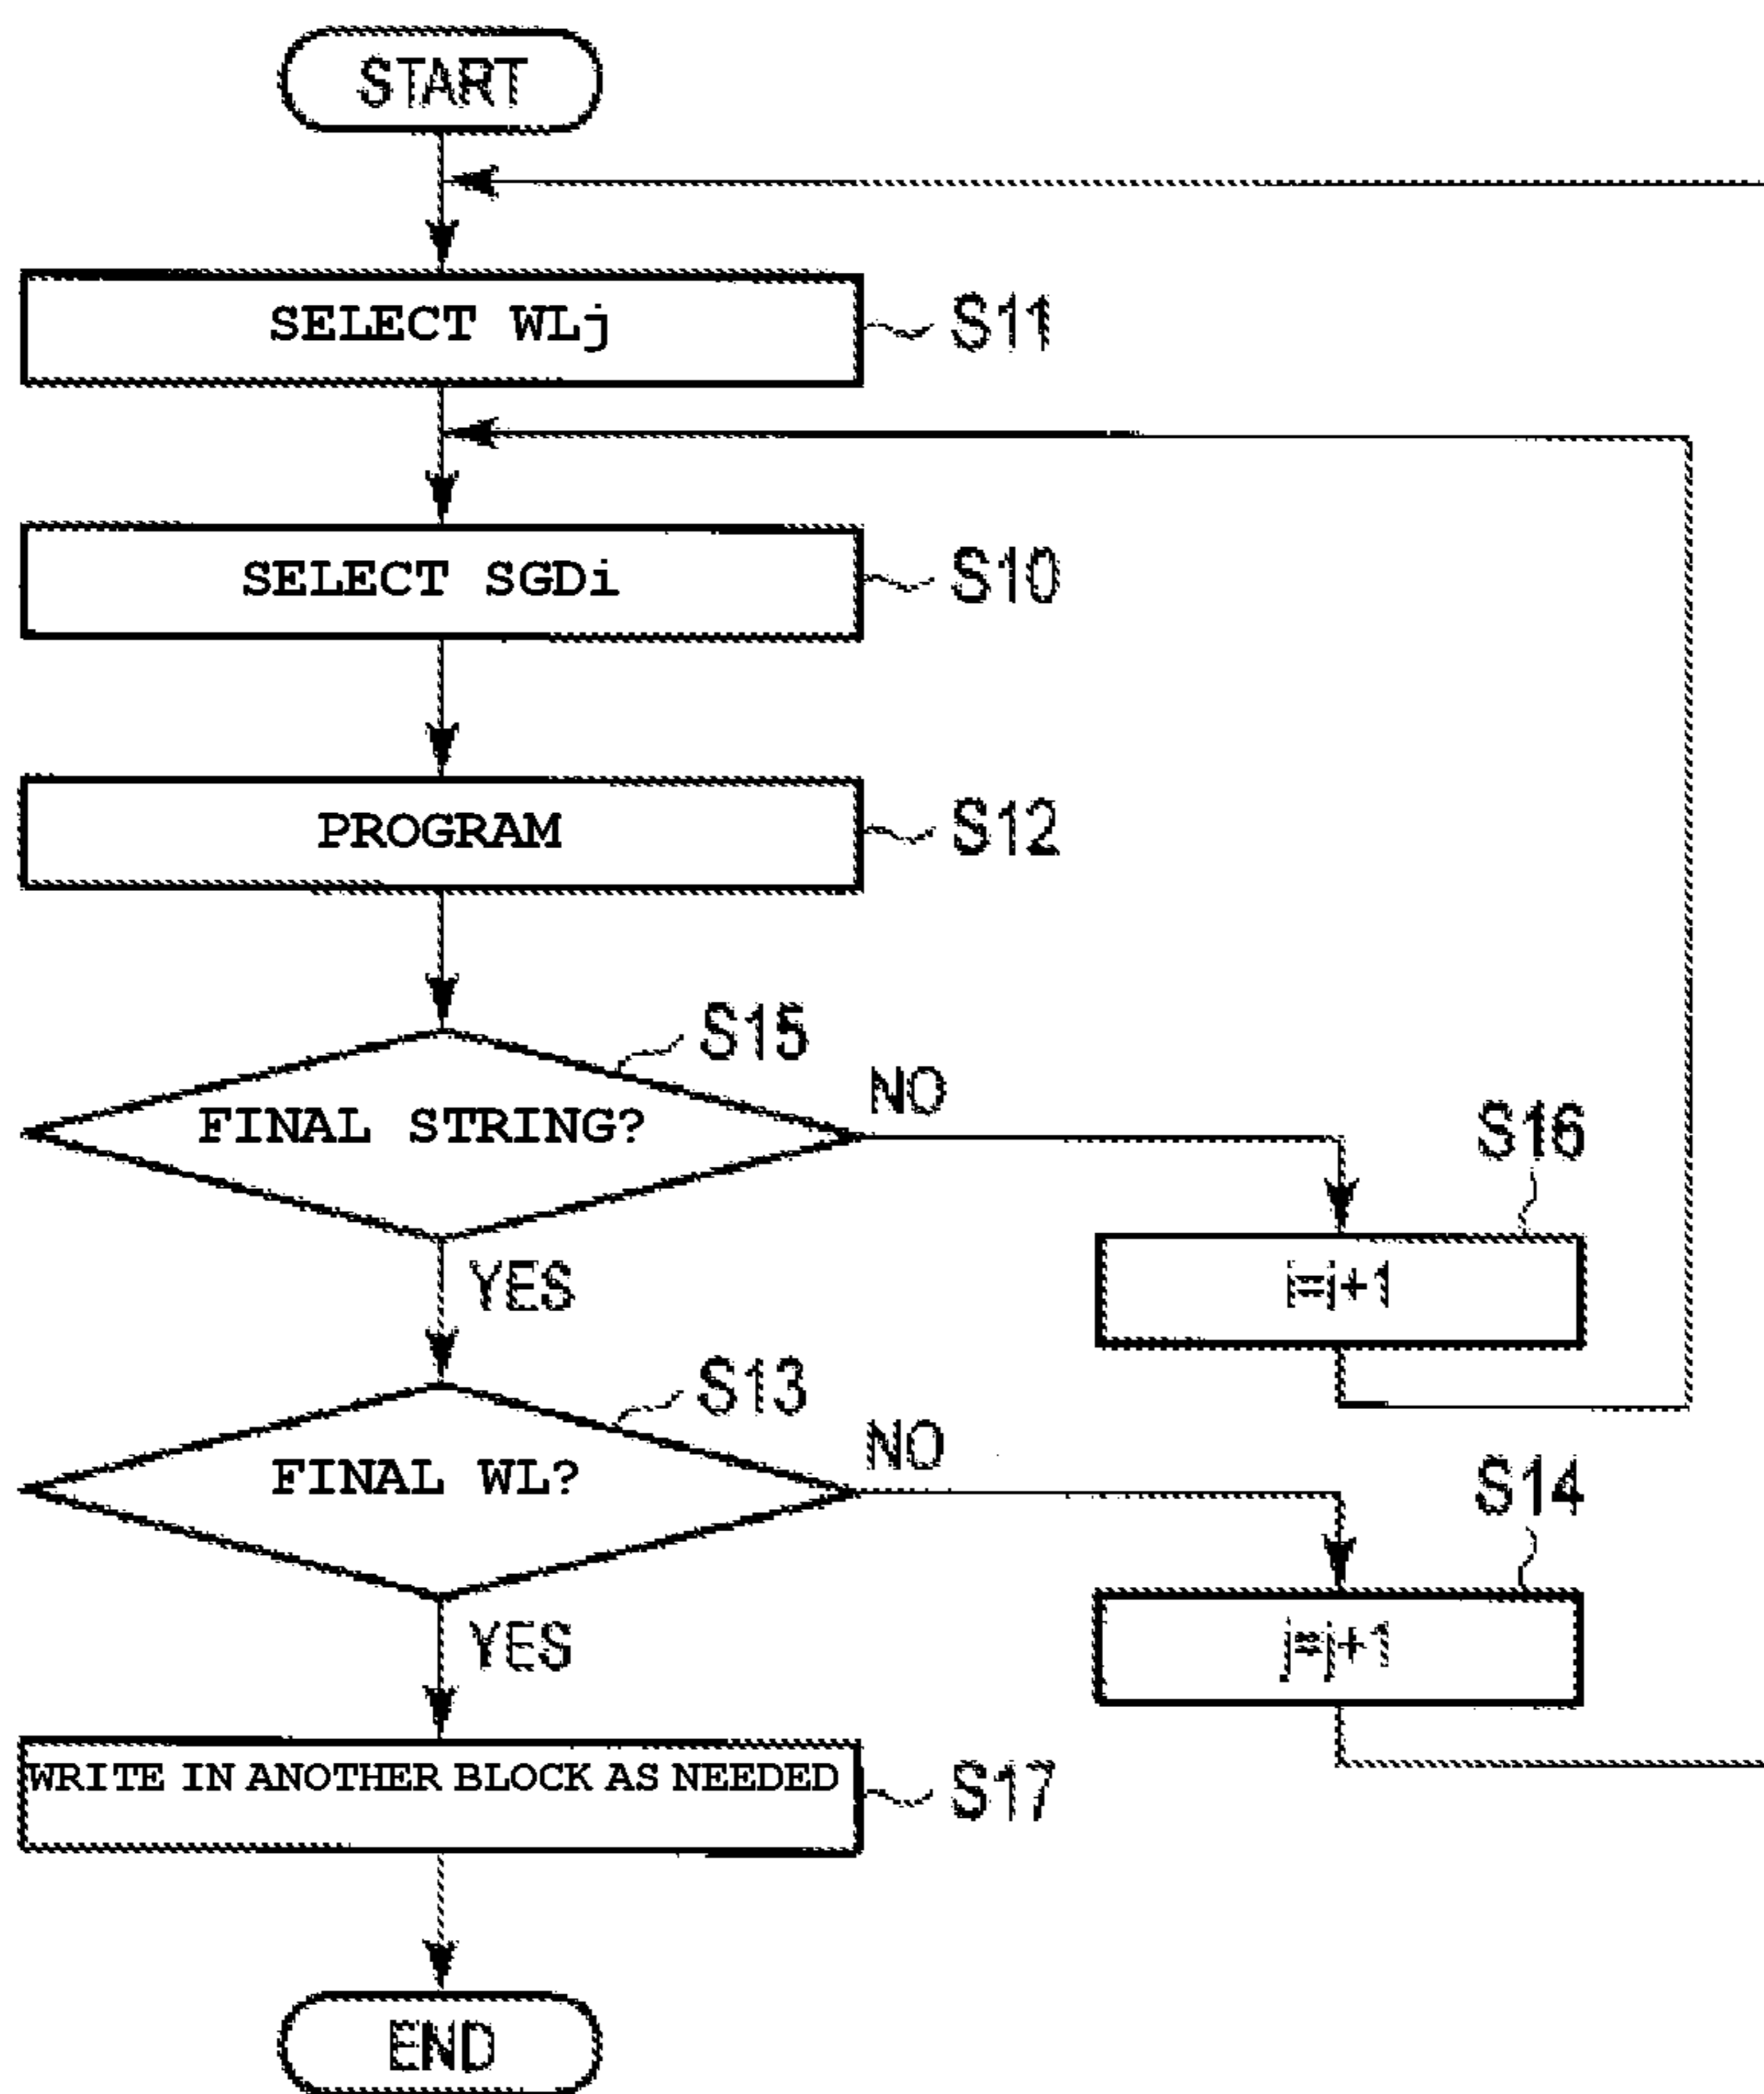 START
SELECT WLj
S11
SELECT SGDi
S10
PROGRAM
S12
S15
FINAL STRING?
NO
S16
i=i+1
YES
S13
FINAL WL?
NO
S14
j=j+1
YES
WRITE IN ANOTHER BLOCK AS NEEDED
S17
END